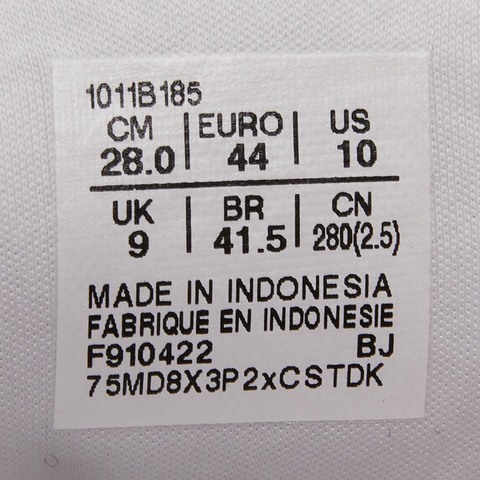 1011B185
CM EURO US
28.0 44 10
UK BR CN
9 41.5 280(2.5)
MADE IN INDONESIA
FABRIQUE EN INDONESIE
F910422 BJ
75MD8X3P2xCSTDK